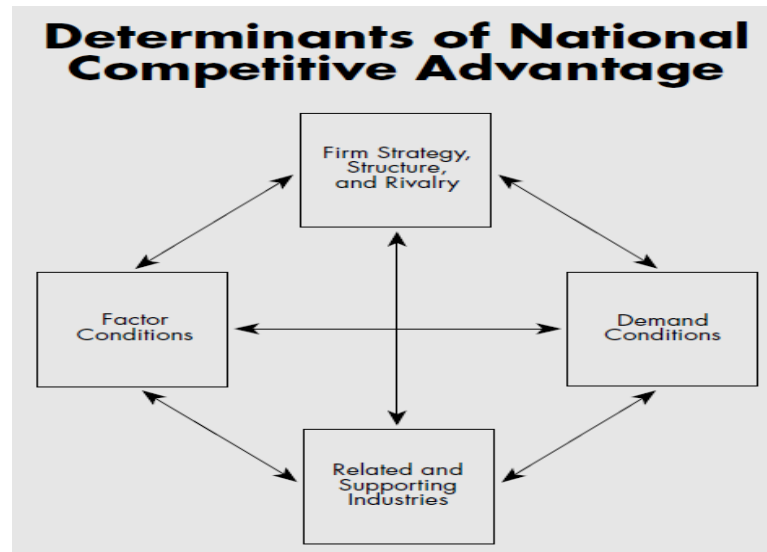 Determinants of National
Competitive Advantage
Firm Strategy,
Structure,
and Rivalry
Factor
Conditions
Demand
Conditions
Related and
Supporting
Industries